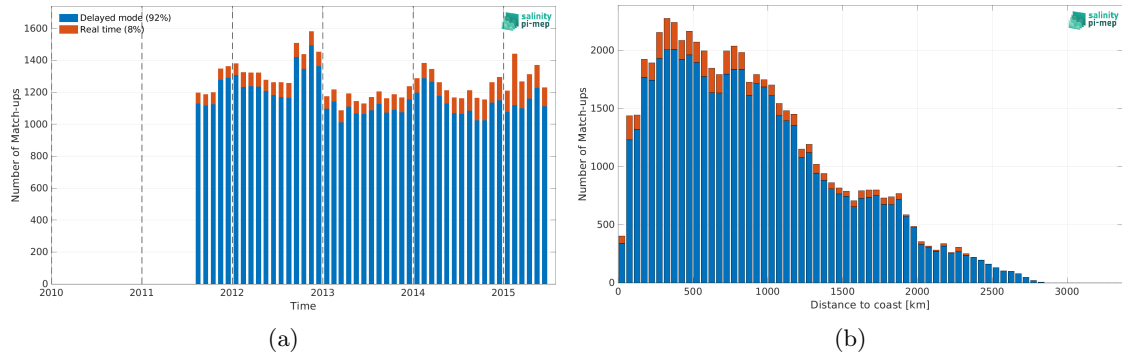 Delayed mode (92%)
Real time (8%)
salinity
pi-mep
1600
1400
1200
1000
800
600
400
200
0
Number of Match-ups
2010
2011
2012
2013
2014
2015
Time
(a)
salinity
pi-mep
2000
1500
1000
500
0
Number of Match-ups
0
500
1000
1500
2000
2500
3000
Distance to coast [km]
(b)